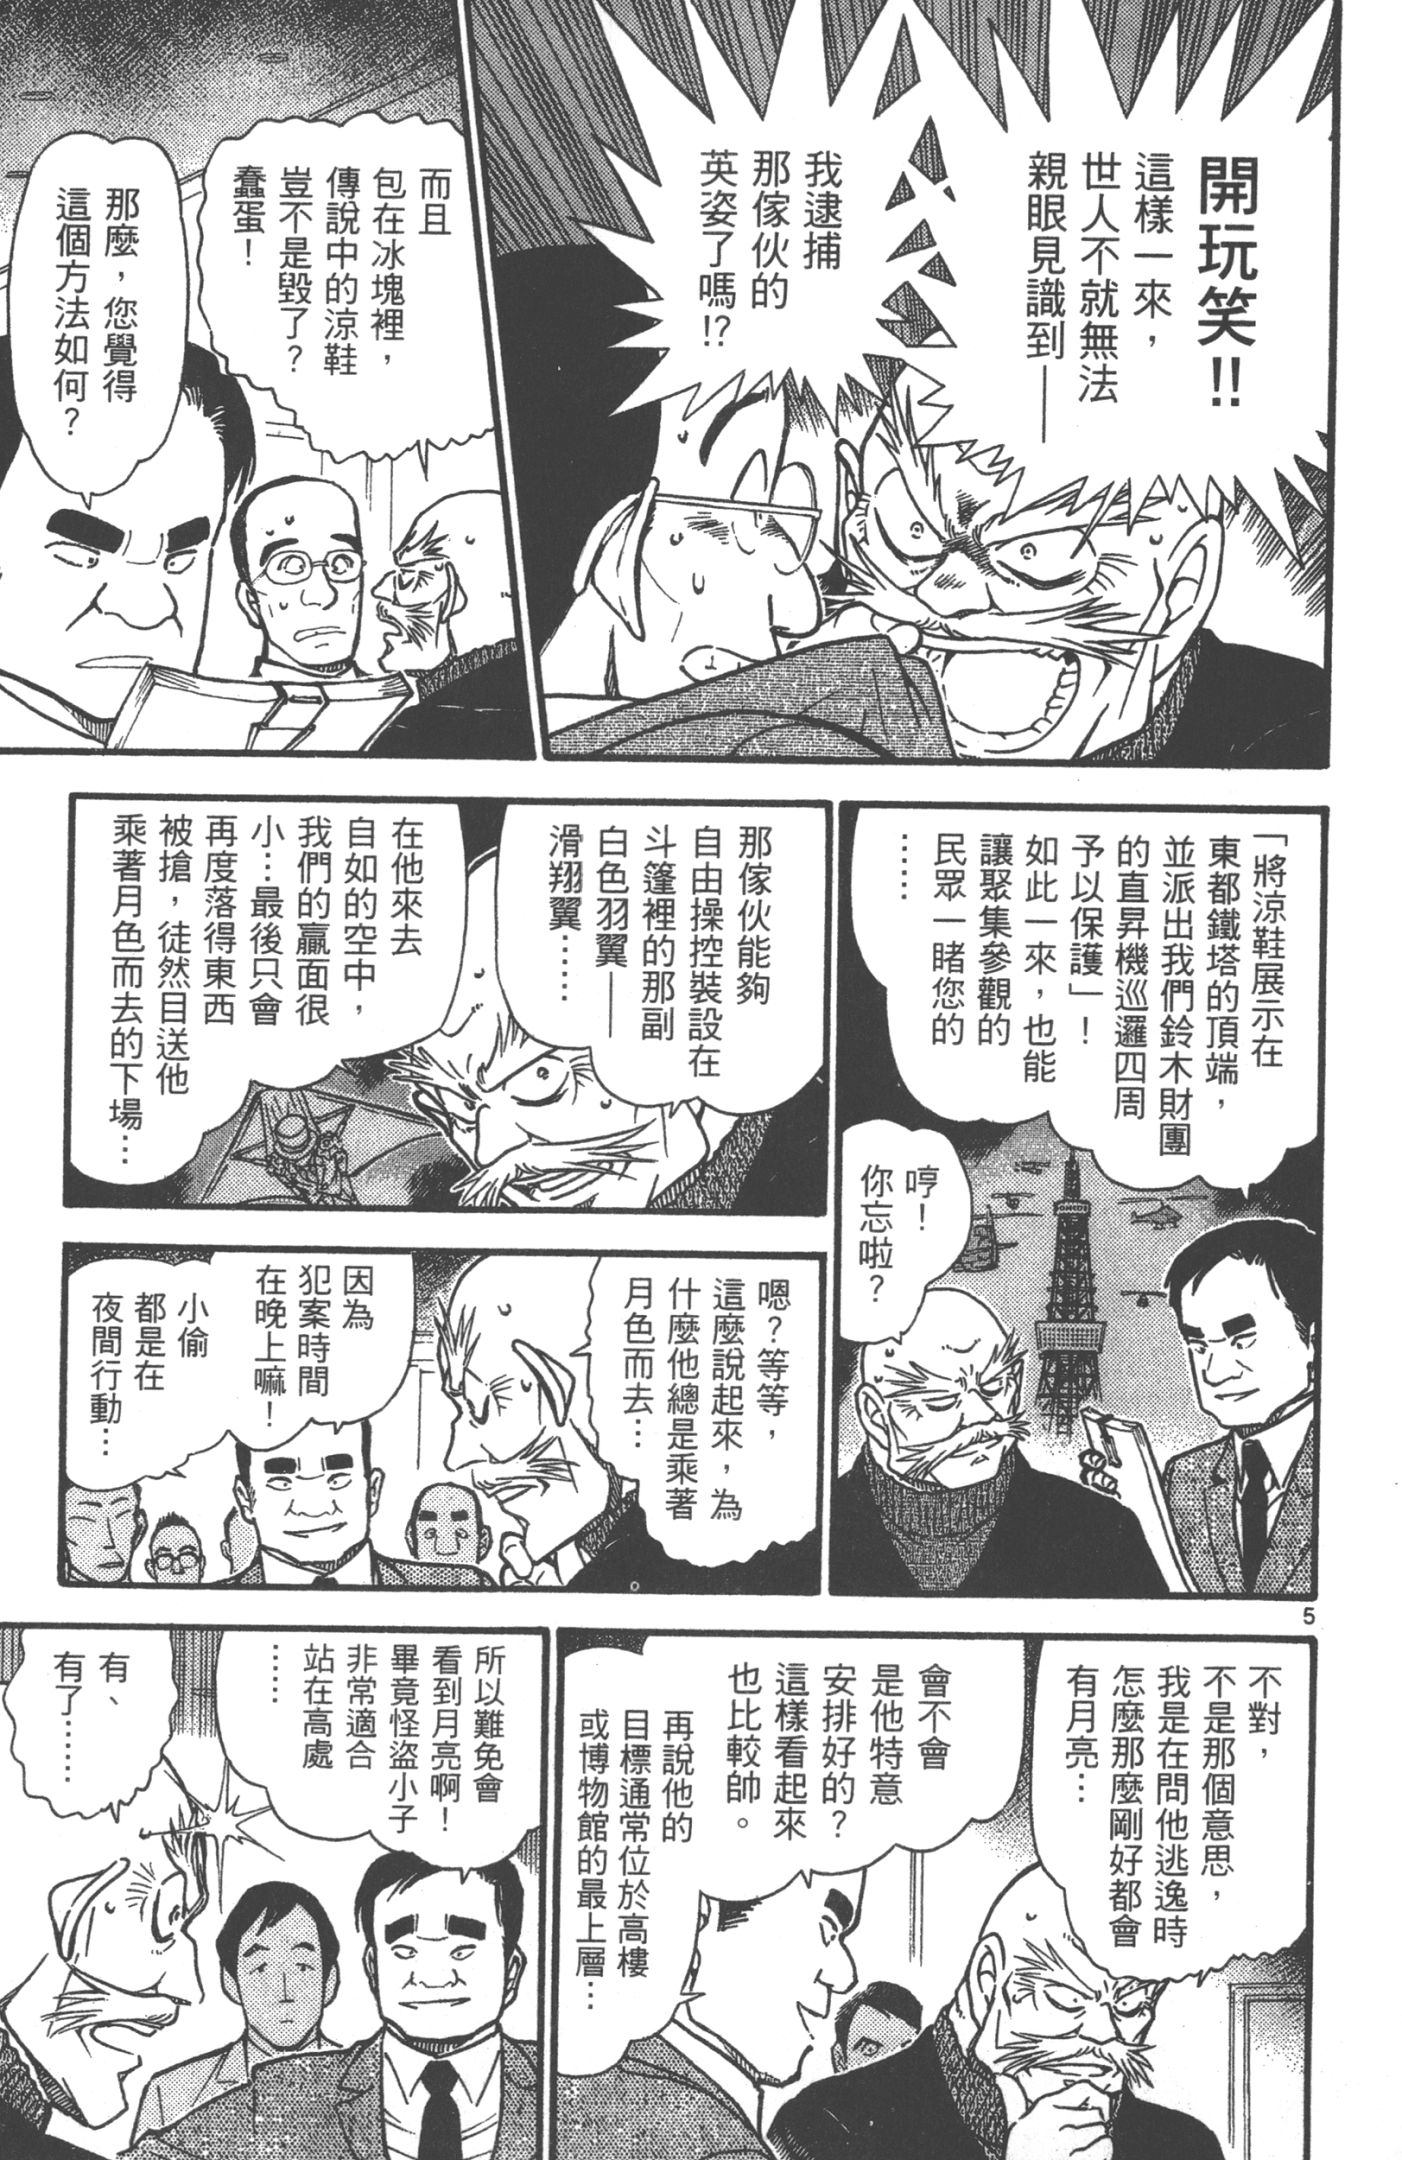 開玩笑!!
這樣一來，
世人不就無法
親眼見識到—
我逮捕
那傢伙的
英姿了嗎!?
而且
包在冰塊裡，
傳說中的涼鞋
豈不是毀了？
蠢蛋！
那麼，您覺得
這個方法如何？
「將涼鞋展示在
東都鐵塔的頂端，
並派出我們鈴木財團
的直昇機巡邏四周
予以保護」！
如此一來，也能
讓聚集參觀的
民眾一睹您的
……
哼！
你忘啦？
那傢伙能夠
自由操控裝設在
斗篷裡的那副
白色羽翼—
滑翔翼……
在他來去
自如的空中，
我們的贏面很
小…最後只會
再度落得東西
被搶，徒然目送他
乘著月色而去的下場…
嗯？等等，
這麼說起來，為
什麼他總是乘著
月色而去…
因為
犯案時間
在晚上嘛！
小偷
都是在
夜間行動…
5
不對，
不是那個意思，
我是在問他逃逸時
怎麼那麼剛好都會
有月亮…
會不會
是他特意
安排好的？
這樣看起來
也比較帥。
再說他的
目標通常位於高樓
或博物館的最上層…
所以難免會
看到月亮啊！
畢竟怪盜小子
非常適合
站在高處
……
有、
有了……